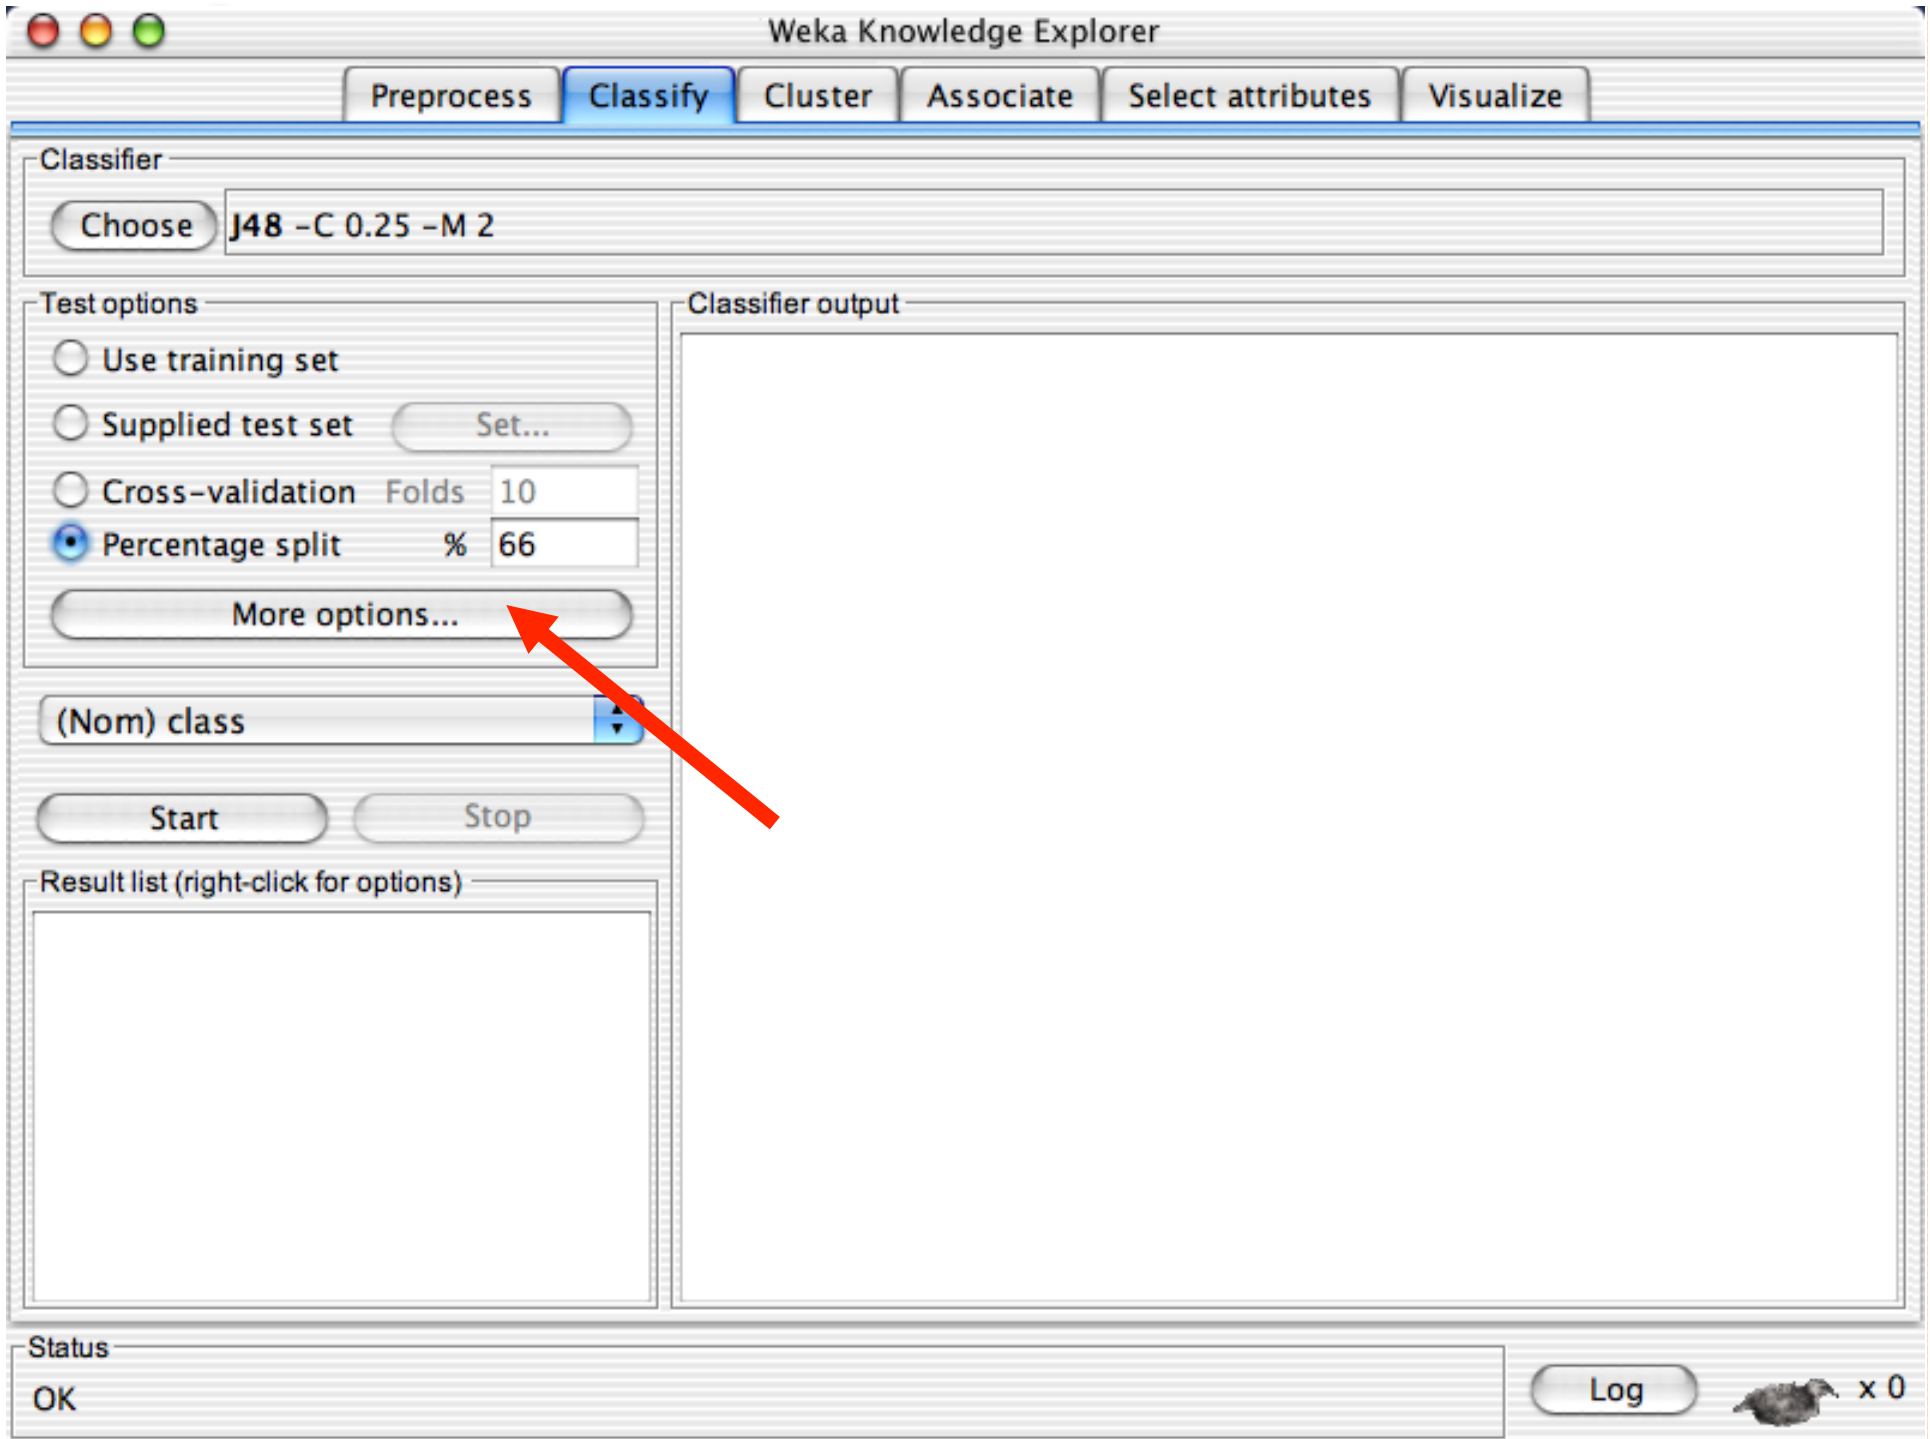 Weka Knowledge Explorer
Preprocess Classify Cluster Associate Select attributes Visualize
Classifier
Choose J48 -C 0.25 -M 2
Test options
Use training set
Supplied test set Set...
Cross-validation Folds 10
Percentage split % 66
More options...
(Nom) class
Start Stop
Result list (right-click for options)
Classifier output
Status
OK
Log x 0